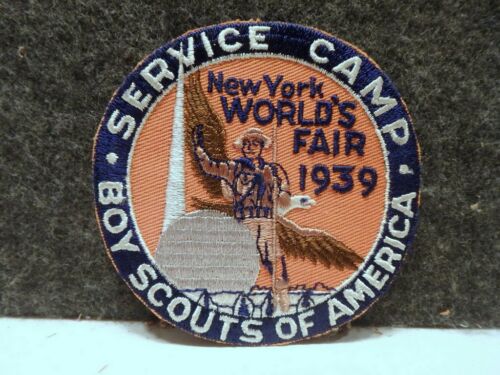 SERVICE CAMP
New York
WORLD'S
FAIR
1939
BOY SCOUTS OF AMERICA